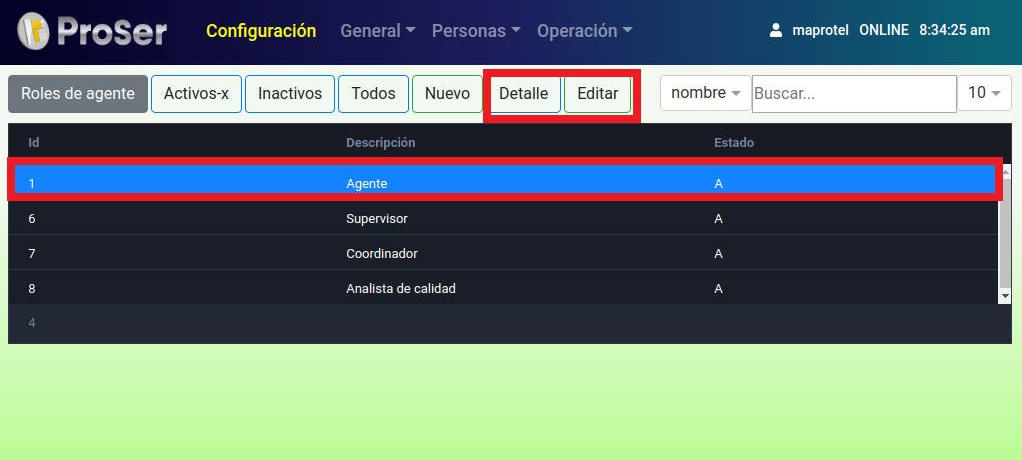 ProSer Configuración General Personas Operación maprotel ONLINE 8:34:25 am
Roles de agente Activos-x Inactivos Todos Nuevo Detalle Editar nombre Buscar... 10
Id Descripción Estado
1 Agente A
6 Supervisor A
7 Coordinador A
8 Analista de calidad A
4